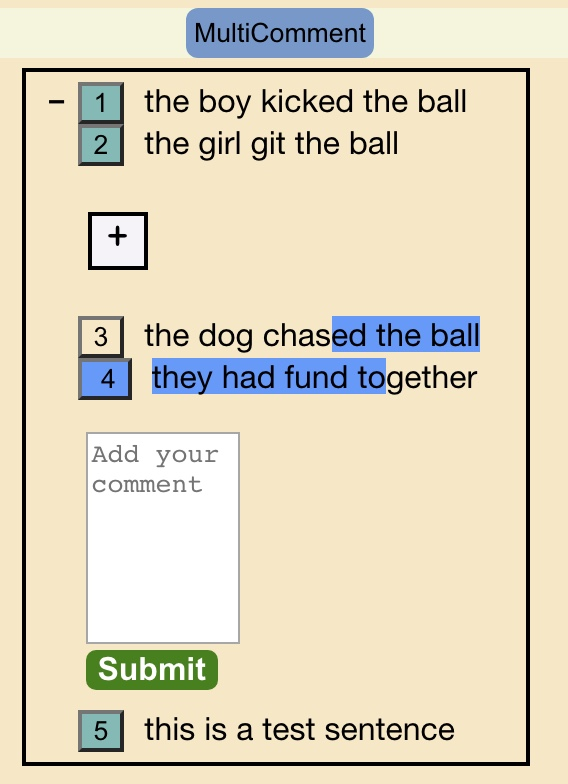 MultiComment
− 1 the boy kicked the ball
2 the girl git the ball
+
3 the dog chased the ball
4 they had fund together
Add your
comment
Submit
5 this is a test sentence